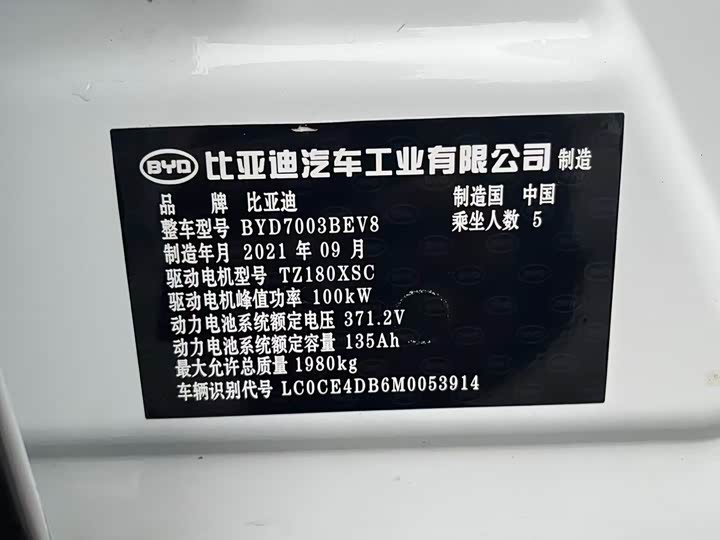 BYD 比亚迪汽车工业有限公司 制造
品 牌 比亚迪 制造国 中国
整车型号 BYD7003BEV8 乘坐人数 5
制造年月 2021 年 09 月
驱动电机型号 TZ180XSC
驱动电机峰值功率 100kW
动力电池系统额定电压 371.2V
动力电池系统额定容量 135Ah
最大允许总质量 1980kg
车辆识别代号 LC0CE4DB6M0053914